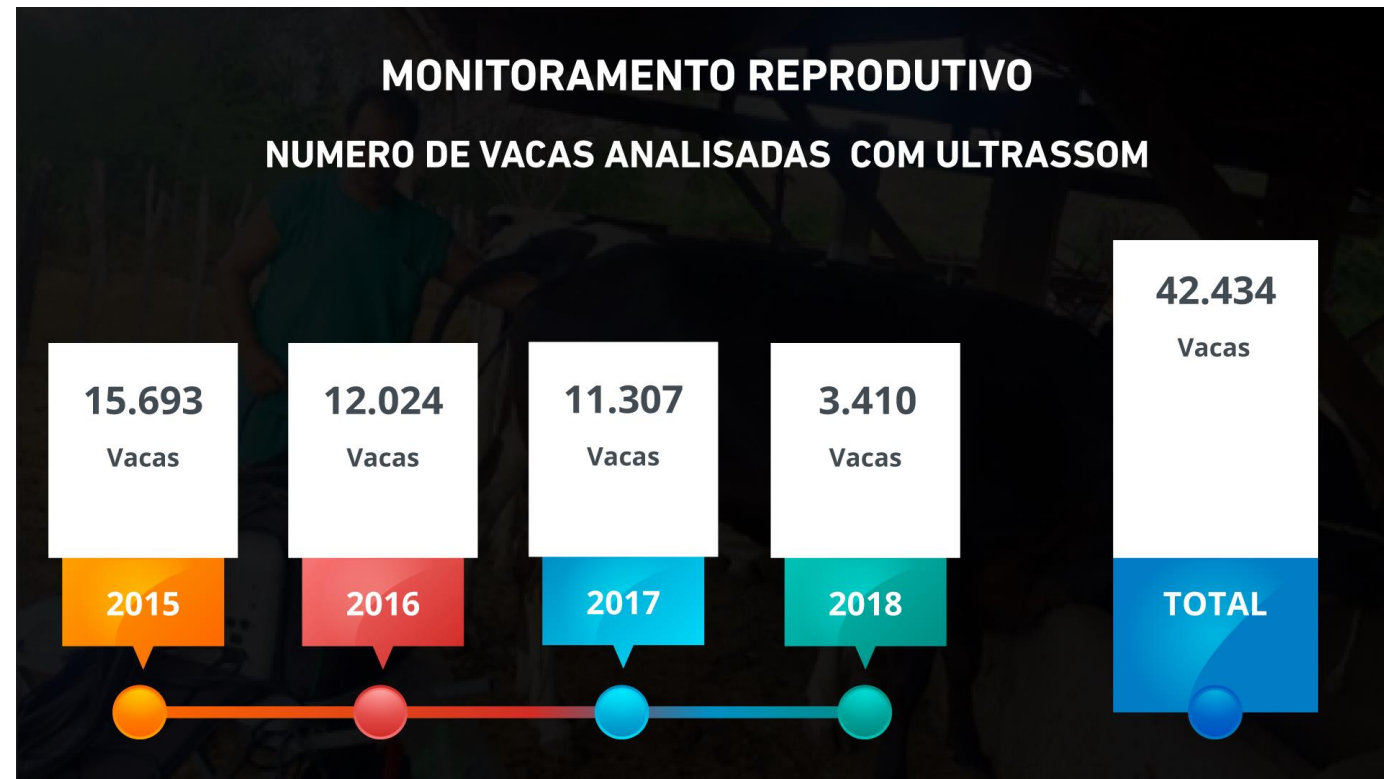 MONITORAMENTO REPRODUTIVO
NUMERO DE VACAS ANALISADAS COM ULTRASSOM
15.693
Vacas
2015
12.024
Vacas
2016
11.307
Vacas
2017
3.410
Vacas
2018
42.434
Vacas
TOTAL